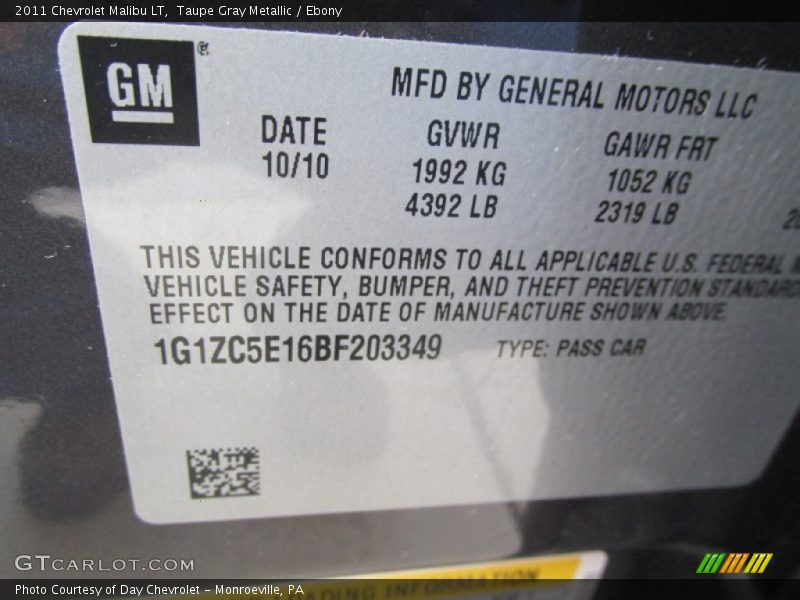 2011 Chevrolet Malibu LT, Taupe Gray Metallic / Ebony
GM
MFD BY GENERAL MOTORS LLC
DATE GVWR GAWR FRT
10/10 1992 KG 1052 KG
4392 LB 2319 LB
THIS VEHICLE CONFORMS TO ALL APPLICABLE U.S. FEDERAL
VEHICLE SAFETY, BUMPER, AND THEFT PREVENTION STANDARDS
EFFECT ON THE DATE OF MANUFACTURE SHOWN ABOVE.
1G1ZC5E16BF203349 TYPE: PASS CAR
GTCARLOT.COM
INFORMATION
Photo Courtesy of Day Chevrolet - Monroeville, PA